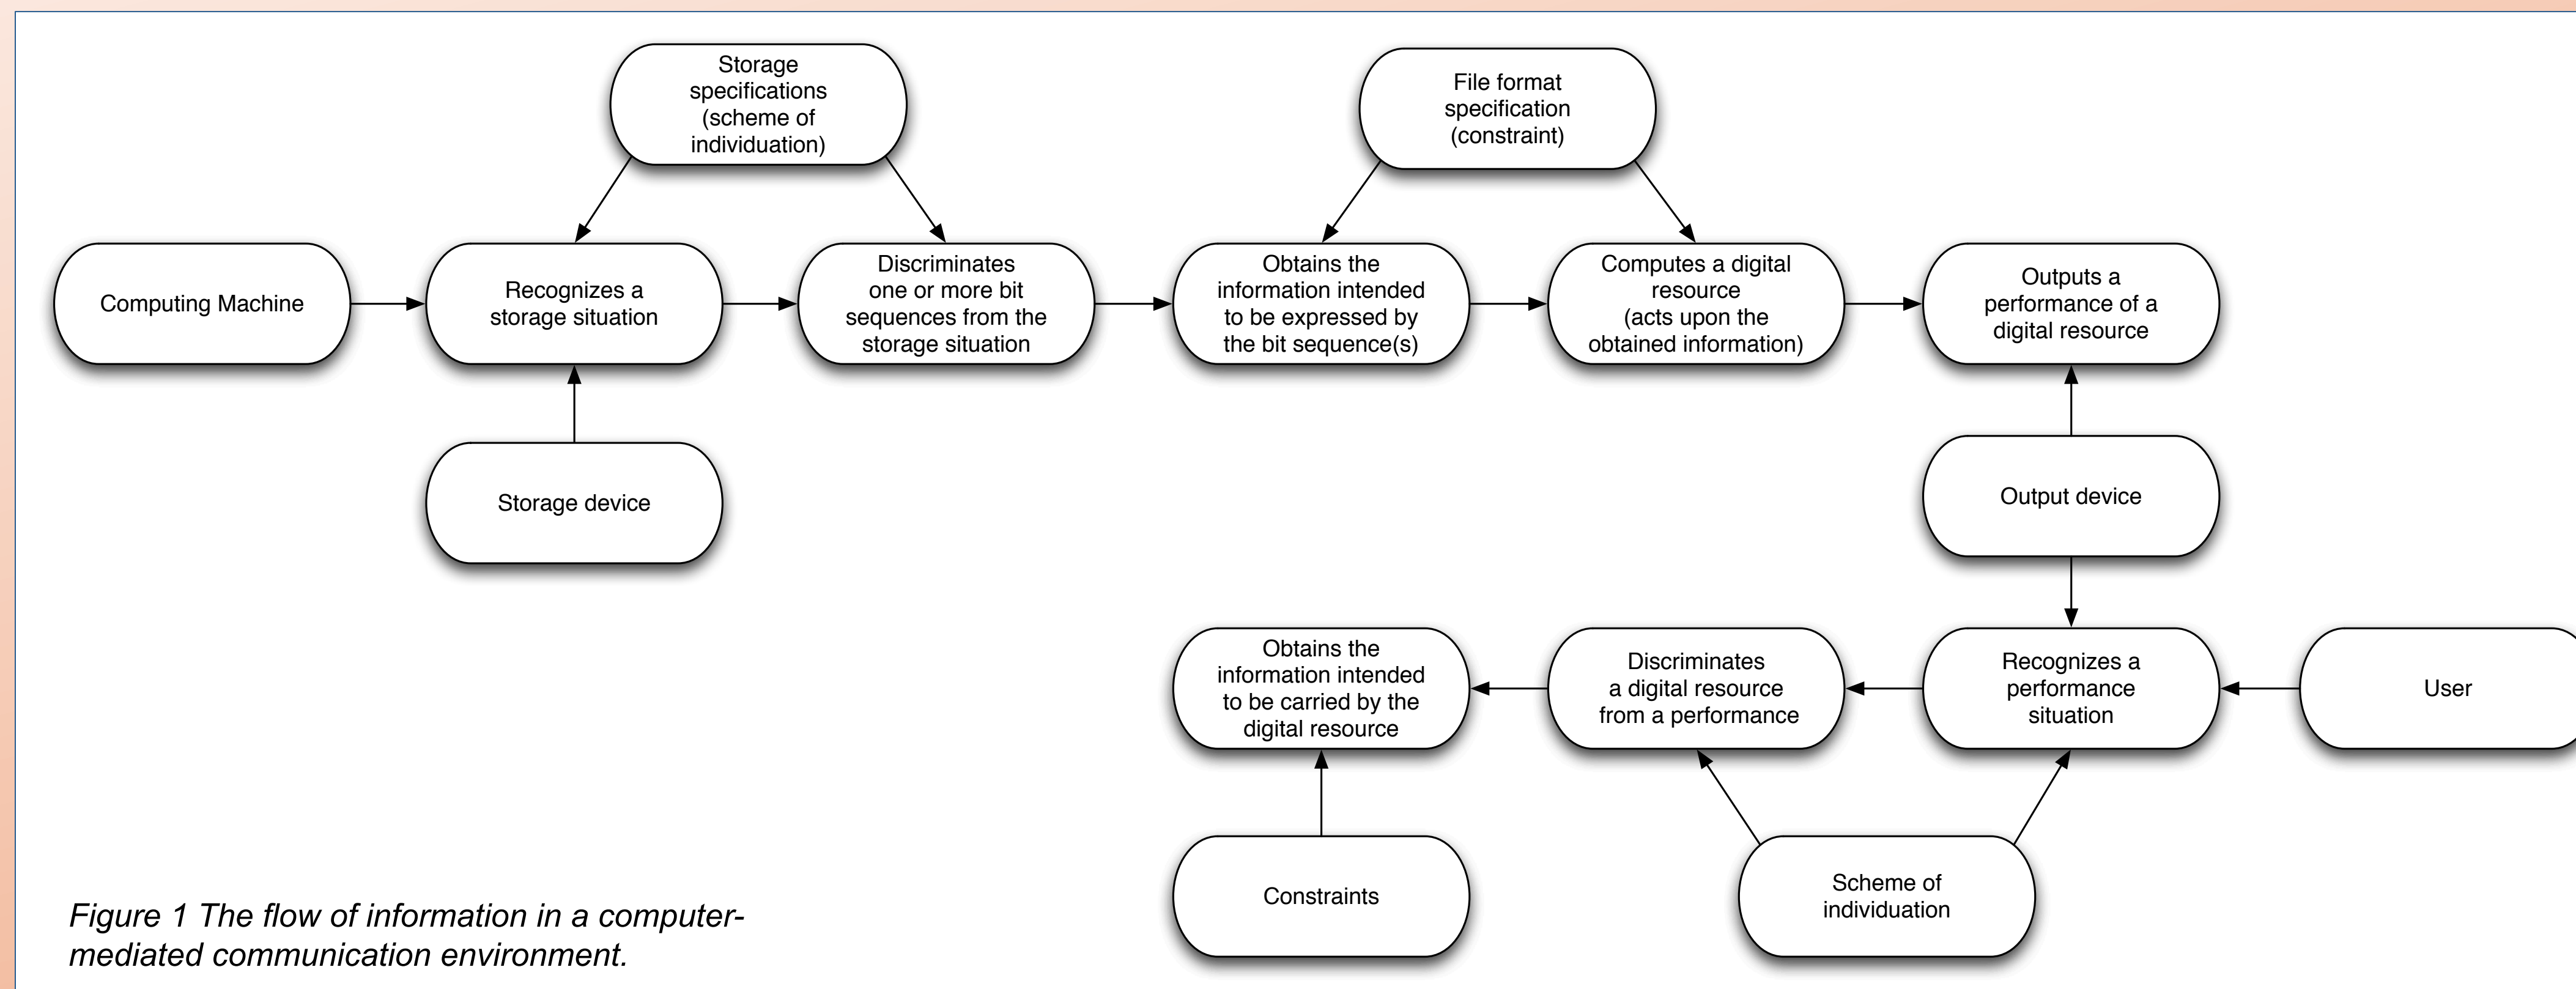 Storage
specifications
(scheme of
individuation)
File format
specification
(constraint)
Computing Machine
Recognizes a
storage situation
Discriminates
one or more bit
sequences from the
storage situation
Obtains the
information intended
to be expressed by
the bit sequence(s)
Computes a digital
resource
(acts upon the
obtained information)
Outputs a
performance of a
digital resource
Storage device
Output device
Obtains the
information intended
to be carried by the
digital resource
Discriminates
a digital resource
from a performance
Recognizes a
performance
situation
User
Constraints
Scheme of
individuation
Figure 1 The flow of information in a computer-
mediated communication environment.